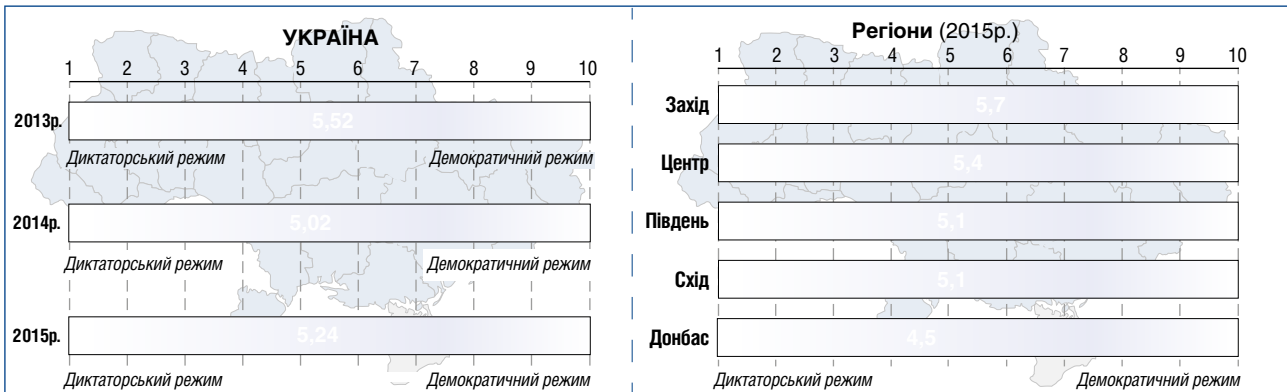 УКРАЇНА
1 2 3 4 5 6 7 8 9 10
2013р. 5,52
Диктаторський режим Демократичний режим
2014р. 5,02
Диктаторський режим Демократичний режим
2015р. 5,24
Диктаторський режим Демократичний режим
Регіони (2015р.)
1 2 3 4 5 6 7 8 9 10
Захід 5,7
Центр 5,4
Південь 5,1
Схід 5,1
Донбас 4,5
Диктаторський режим Демократичний режим